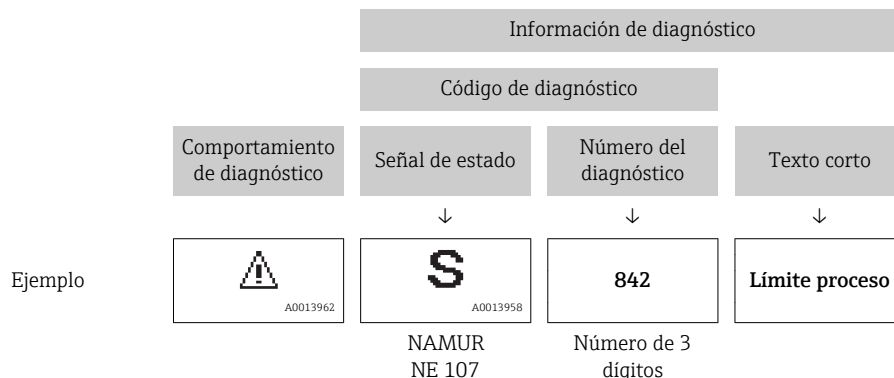 Información de diagnóstico
Código de diagnóstico
Comportamiento
de diagnóstico
Señal de estado
Número del
diagnóstico
Texto corto
↓
↓
↓
Ejemplo
A0013962
S
A0013958
842
Límite proceso
NAMUR
NE 107
Número de 3
dígitos